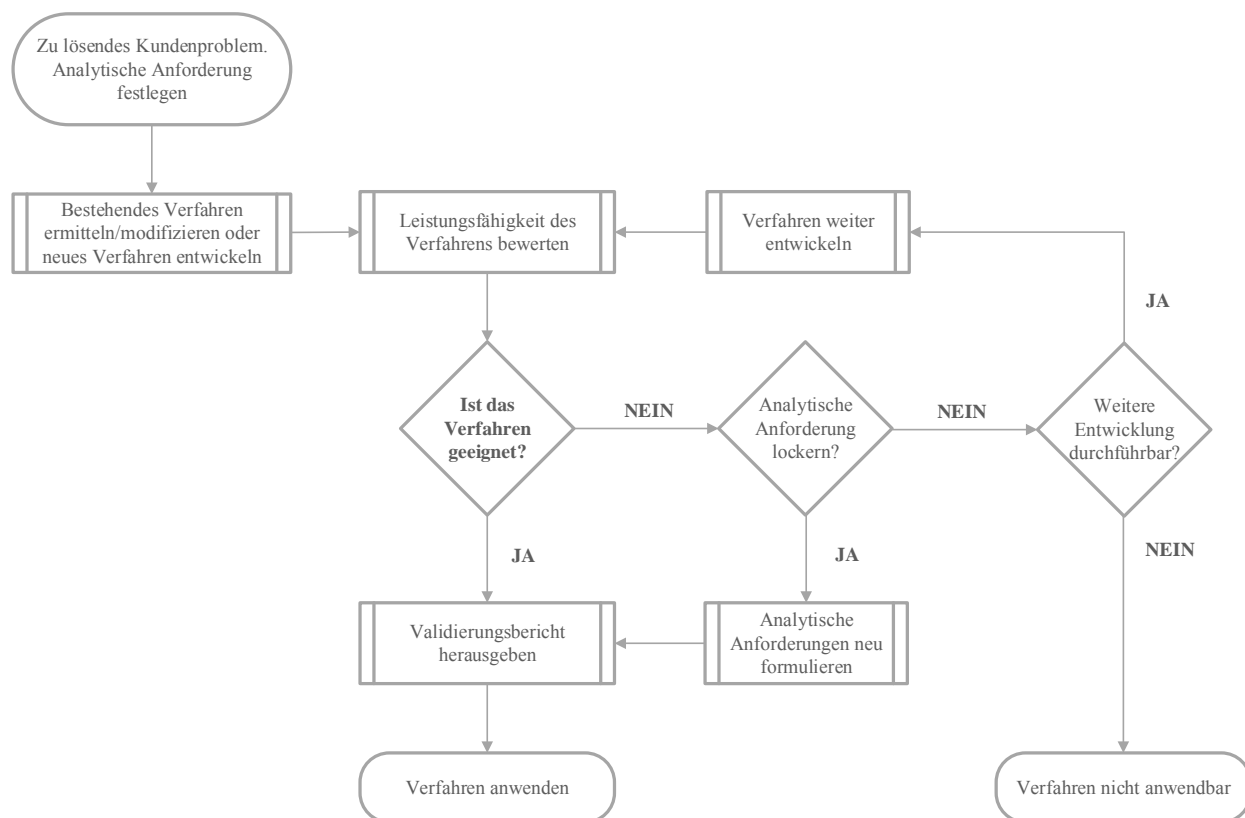 Zu lösendes Kundenproblem.
Analytische Anforderung
festlegen
Bestehendes Verfahren
ermitteln/modifizieren oder
neues Verfahren entwickeln
Leistungsfähigkeit des
Verfahrens bewerten
Verfahren weiter
entwickeln
JA
Ist das
Verfahren
geeignet?
NEIN
Analytische
Anforderung
lockern?
NEIN
Weitere
Entwicklung
durchführbar?
JA
JA
NEIN
Validierungsbericht
herausgeben
Analytische
Anforderungen neu
formulieren
Verfahren anwenden
Verfahren nicht anwendbar